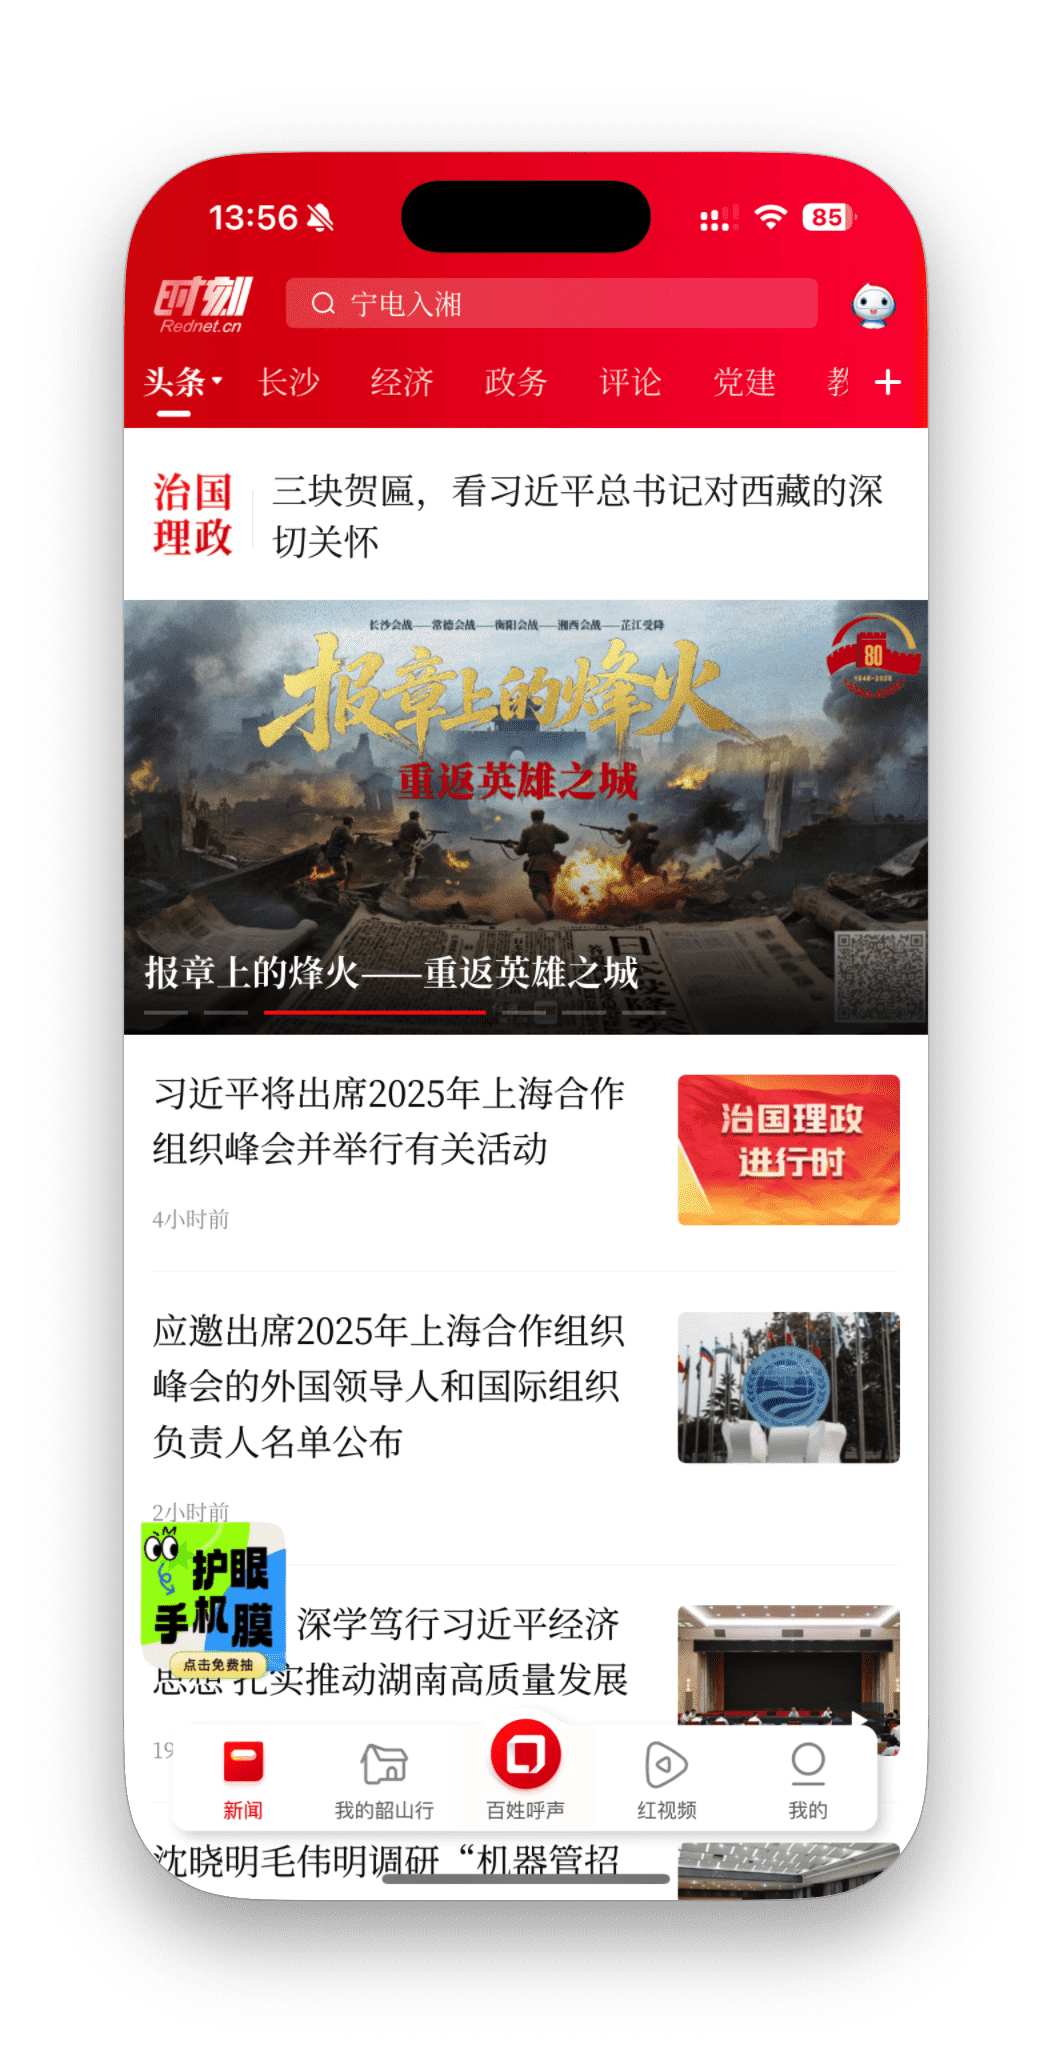 13:56
85
时刻
Rednet.cn
宁电入湘
头条
长沙
经济
政务
评论
党建
教
治国
理政
三块贺匾，看习近平总书记对西藏的深
切关怀
长沙会战——常德会战——衡阳会战——湘西会战——芷江受降
报章上的烽火
重返英雄之城
80
1945-2025
报章上的烽火——重返英雄之城
习近平将出席2025年上海合作
组织峰会并举行有关活动
4小时前
治国理政
进行时
应邀出席2025年上海合作组织
峰会的外国领导人和国际组织
负责人名单公布
2小时前
护眼
手机膜
点击免费抽
深学笃行习近平经济
思想 扎实推动湖南高质量发展
19
新闻
我的韶山行
百姓呼声
红视频
我的
沈晓明毛伟明调研“机器管招